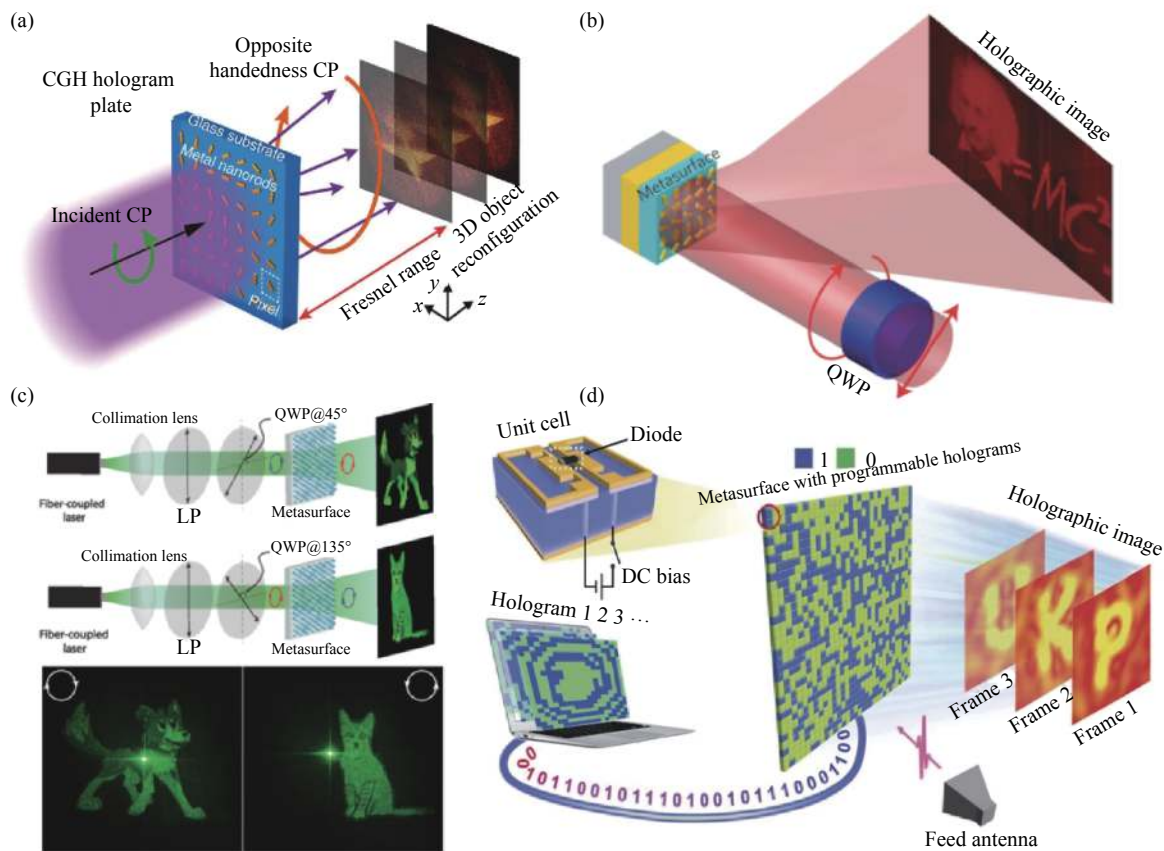 (a)
CGH hologram
plate
Opposite
handedness CP
Glass substrate
Metal nanorods
Incident CP
Pixel
Fresnel range
3D object
reconfiguration
x
y
z
(b)
Holographic image
Metasurface
=MC²
QWP
(c)
Collimation lens
QWP@45°
Fiber-coupled
laser
LP
Metasurface
Collimation lens
QWP@135°
Fiber-coupled
laser
LP
Metasurface
(d)
Unit cell
Diode
DC bias
1 0
Metasurface with programmable holograms
Hologram 1 2 3 …
Holographic image
U
K
P
Frame 3
Frame 2
Frame 1
Feed antenna